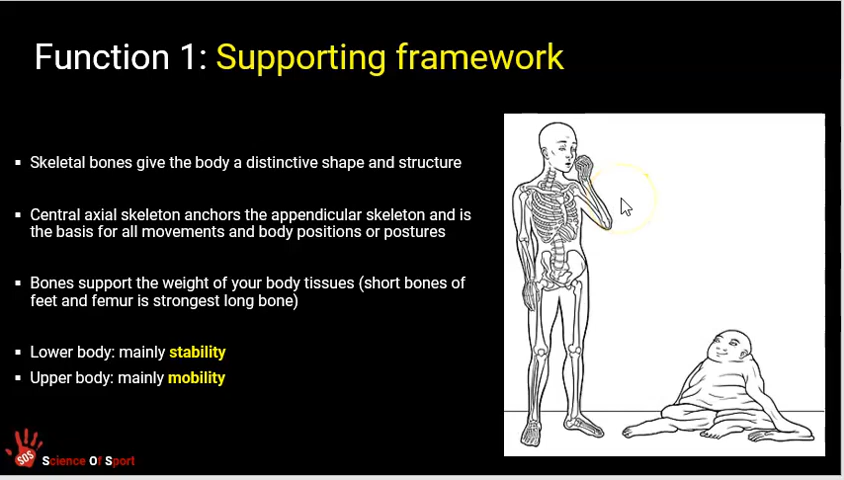 Function 1: Supporting framework
▪ Skeletal bones give the body a distinctive shape and structure
▪ Central axial skeleton anchors the appendicular skeleton and is
the basis for all movements and body positions or postures
▪ Bones support the weight of your body tissues (short bones of
feet and femur is strongest long bone)
▪ Lower body: mainly stability
▪ Upper body: mainly mobility
SOS
Science Of Sport